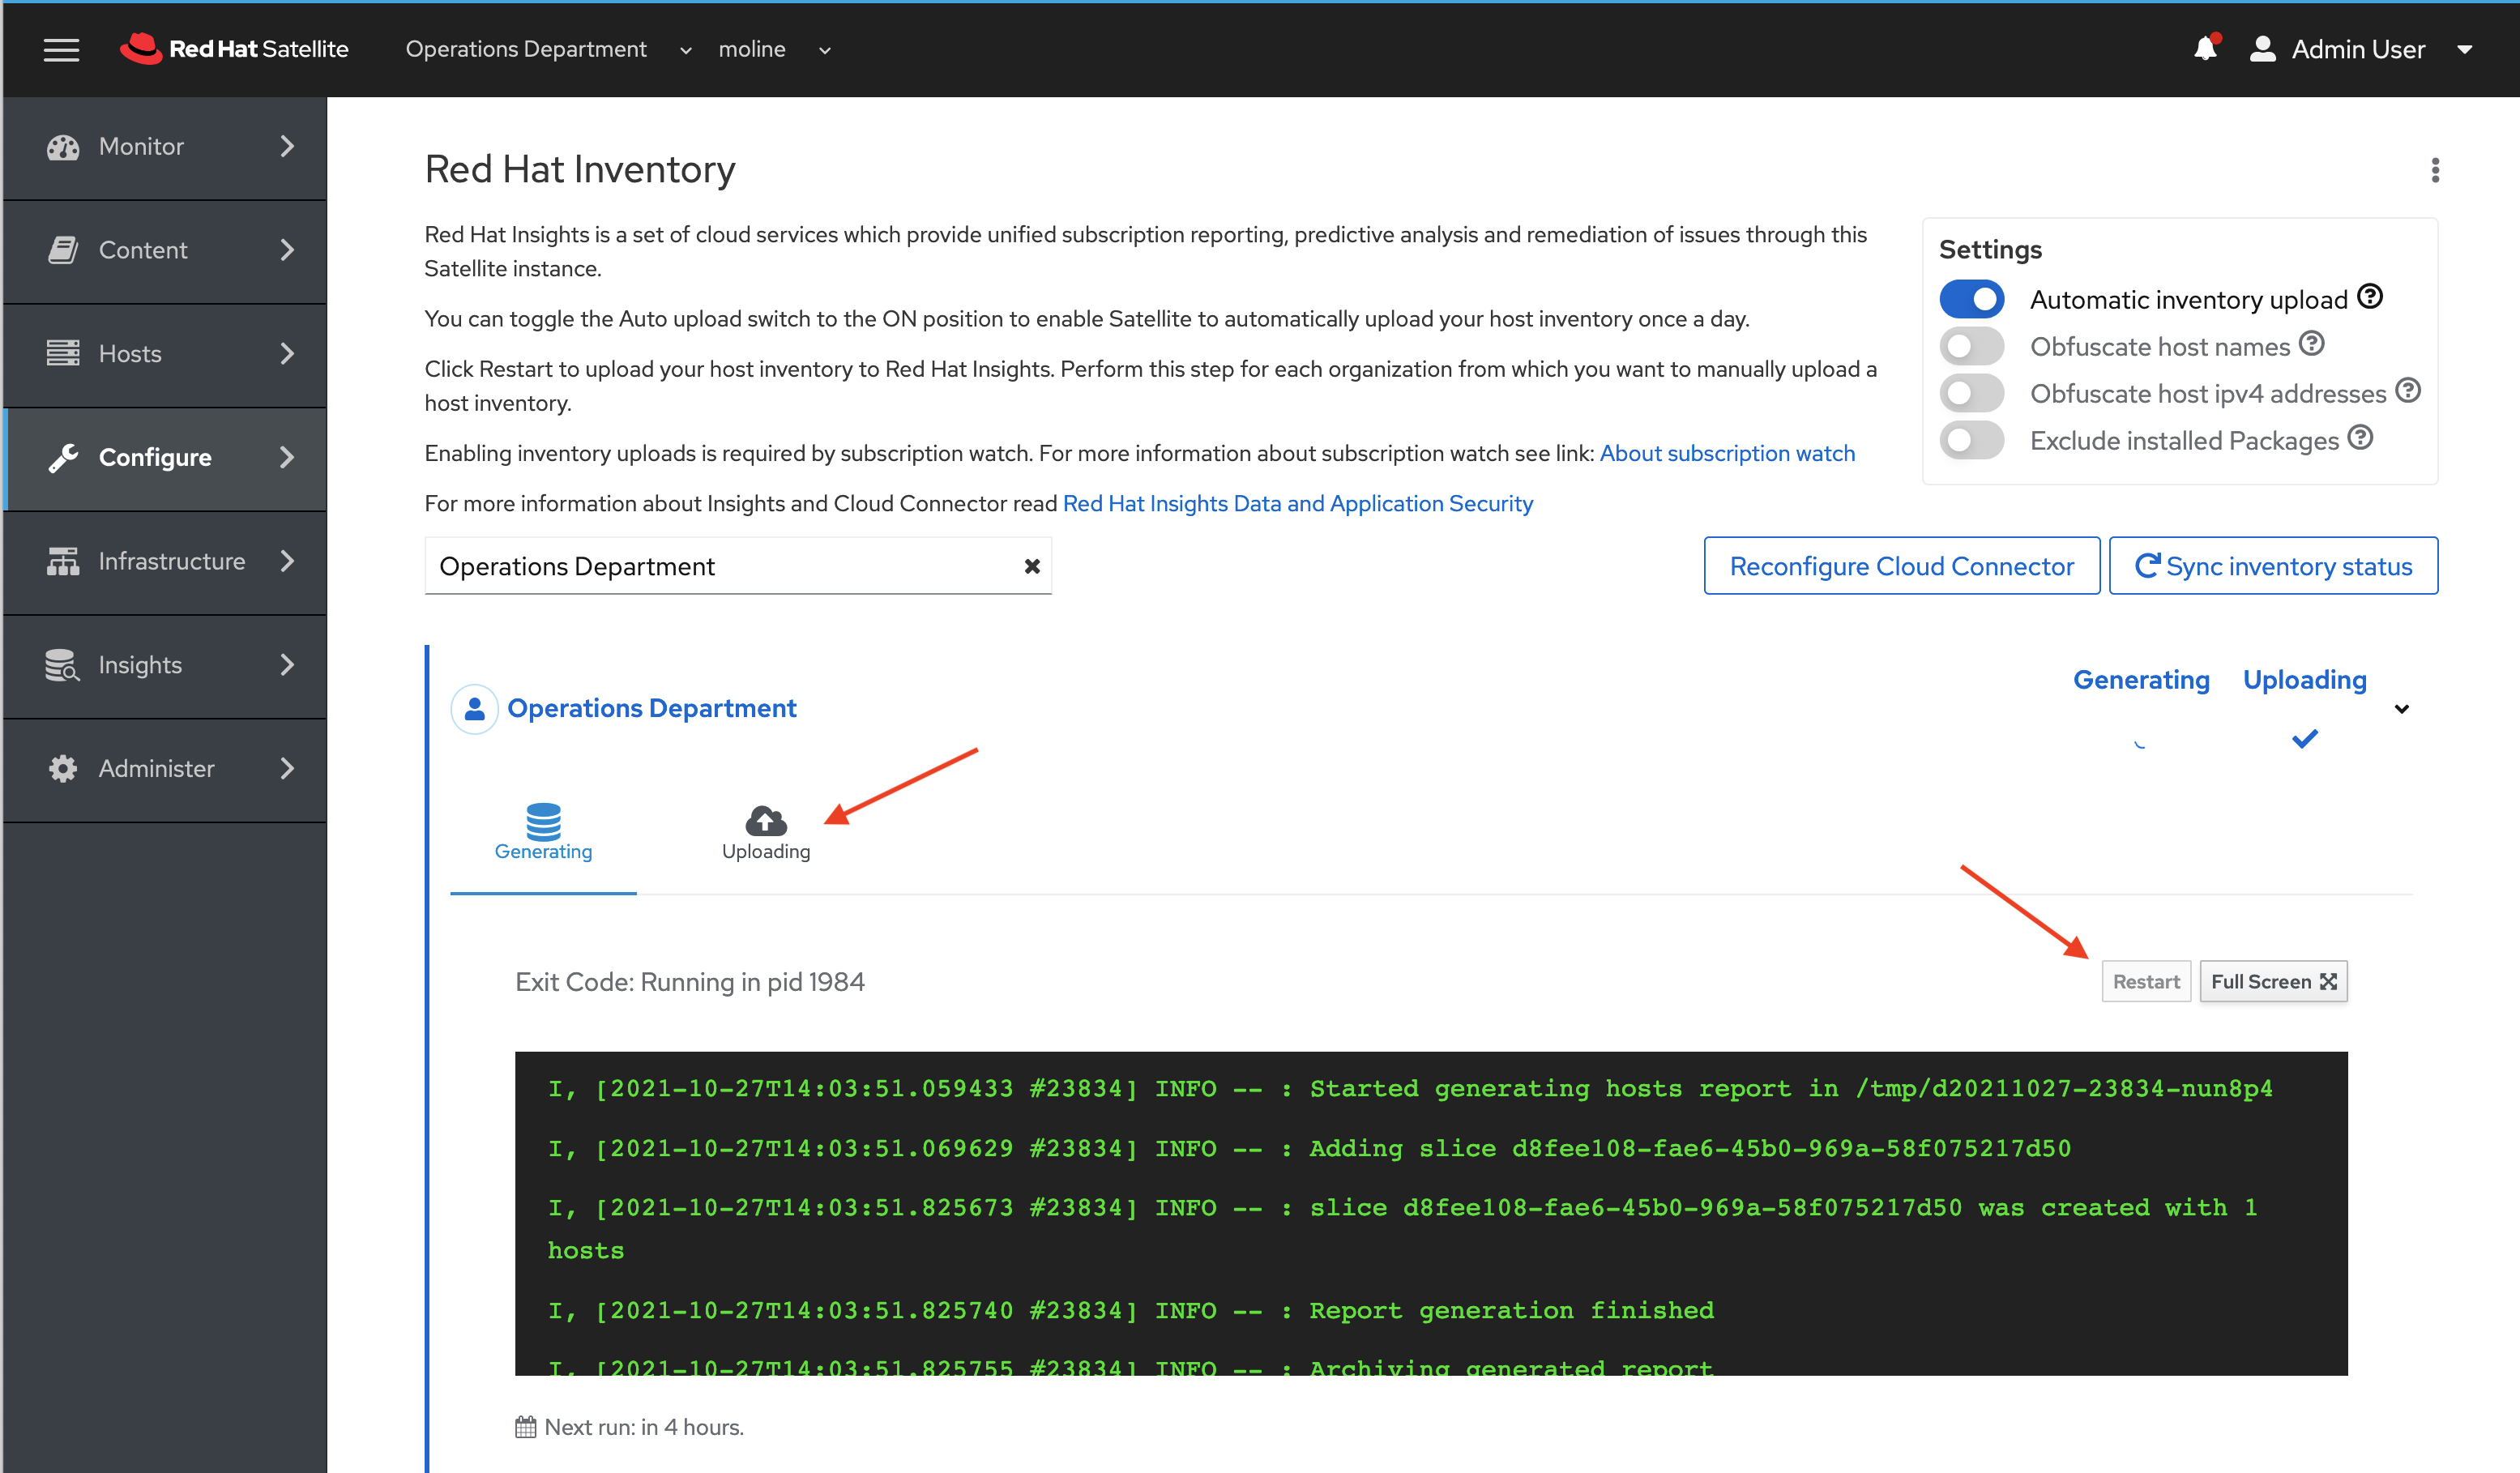 Red Hat Satellite
Operations Department
moline
Admin User
Monitor
Content
Hosts
Configure
Infrastructure
Insights
Administer
Red Hat Inventory
Red Hat Insights is a set of cloud services which provide unified subscription reporting, predictive analysis and remediation of issues through this
Satellite instance.
You can toggle the Auto upload switch to the ON position to enable Satellite to automatically upload your host inventory once a day.
Click Restart to upload your host inventory to Red Hat Insights. Perform this step for each organization from which you want to manually upload a
host inventory.
Enabling inventory uploads is required by subscription watch. For more information about subscription watch see link: About subscription watch
For more information about Insights and Cloud Connector read Red Hat Insights Data and Application Security
Settings
Automatic inventory upload
Obfuscate host names
Obfuscate host ipv4 addresses
Exclude installed Packages
Operations Department
Reconfigure Cloud Connector
Sync inventory status
Operations Department
Generating
Uploading
Generating
Uploading
Exit Code: Running in pid 1984
Restart
Full Screen
I, [2021-10-27T14:03:51.059433 #23834] INFO -- : Started generating hosts report in /tmp/d20211027-23834-nun8p4
I, [2021-10-27T14:03:51.069629 #23834] INFO -- : Adding slice d8fee108-fae6-45b0-969a-58f075217d50
I, [2021-10-27T14:03:51.825673 #23834] INFO -- : slice d8fee108-fae6-45b0-969a-58f075217d50 was created with 1
hosts
I, [2021-10-27T14:03:51.825740 #23834] INFO -- : Report generation finished
I, [2021-10-27T14:03:51.825755 #23834] INFO -- : Archiving generated report
Next run: in 4 hours.